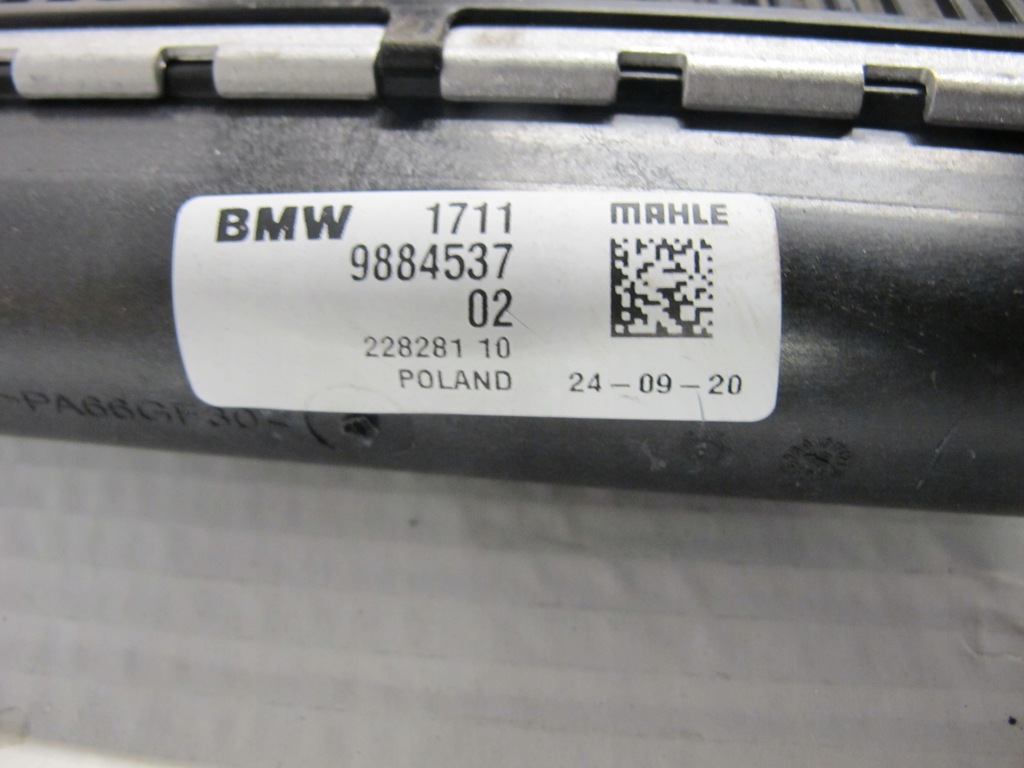 BMW 1711 MAHLE
9884537
02
228281 10
POLAND 24-09-20
-PA66GF30-